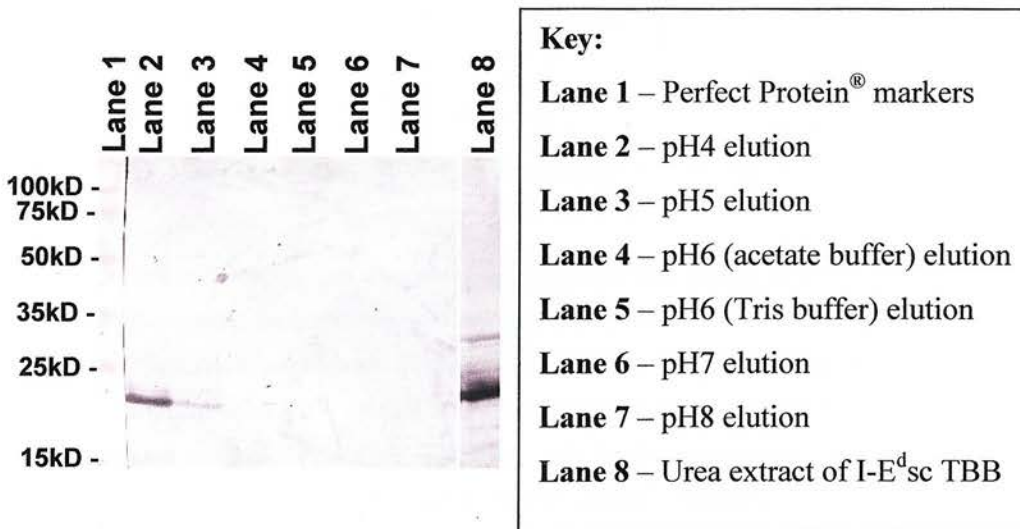 Lane 1
Lane 2
Lane 3
Lane 4
Lane 5
Lane 6
Lane 7
Lane 8
100kD -
75kD -
50kD -
35kD -
25kD -
15kD -
Key:
Lane 1 – Perfect Protein® markers
Lane 2 – pH4 elution
Lane 3 – pH5 elution
Lane 4 – pH6 (acetate buffer) elution
Lane 5 – pH6 (Tris buffer) elution
Lane 6 – pH7 elution
Lane 7 – pH8 elution
Lane 8 – Urea extract of I-Eᵈsc TBB